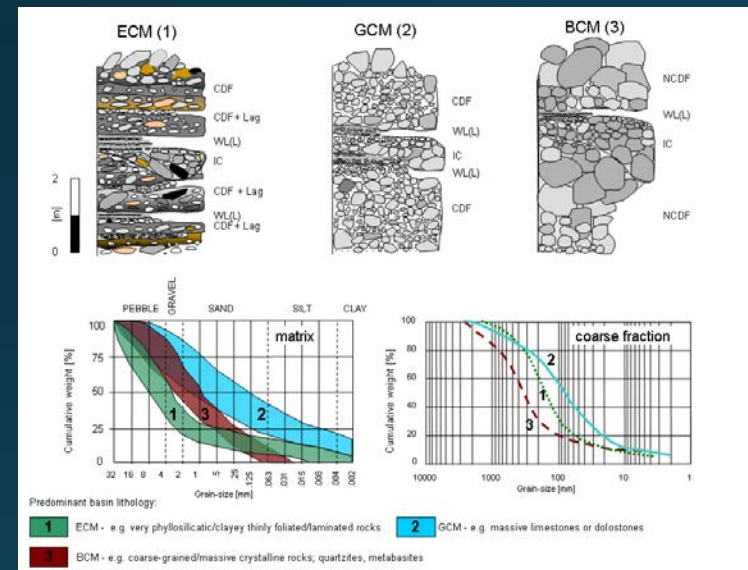 ECM (1)
GCM (2)
BCM (3)
CDF
CDF + Lag
WL(L)
IC
CDF + Lag
WL(L)
CDF + Lag
2
[m]
0
CDF
WL(L)
IC
WL(L)
CDF
NCDF
WL(L)
IC
NCDF
PEBBLE
GRAVEL
SAND
SILT
CLAY
matrix
Cumulative weight [%]
100
75
50
25
0
1
3
2
32 16 8 4 2 1 .5 .25 .125 .063 .031 .015 .008 .004 .002
Grain-size [mm]
coarse fraction
Cumulative weight [%]
100
80
60
40
20
1
2
3
10000 1000 100 10 1
Grain-size [mm]
Predominant basin lithology:
1 ECM - e.g. very phyllosilicatic/clayey thinly foliated/laminated rocks
2 GCM - e.g. massive limestones or dolostones
3 BCM - e.g. coarse-grained/massive crystalline rocks; quartzites, metabasites